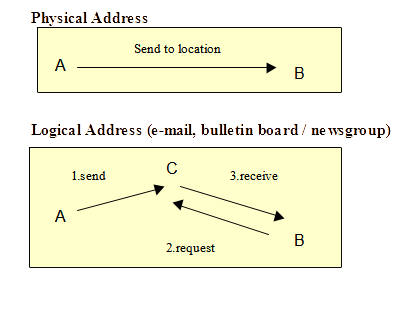 Physical Address
Send to location
A
B
Logical Address (e-mail, bulletin board / newsgroup)
C
1.send
3.receive
A
B
2.request